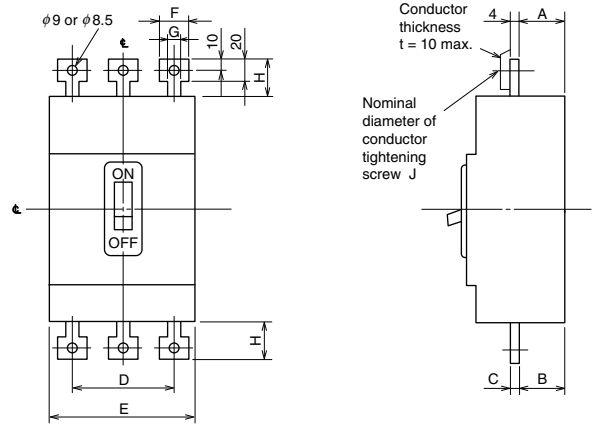 φ9 or φ8.5
℄
F
G
10
20
H
ON
OFF
℄
H
D
E
Conductor
thickness
t = 10 max.
4
A
Nominal
diameter of
conductor
tightening
screw J
C
B